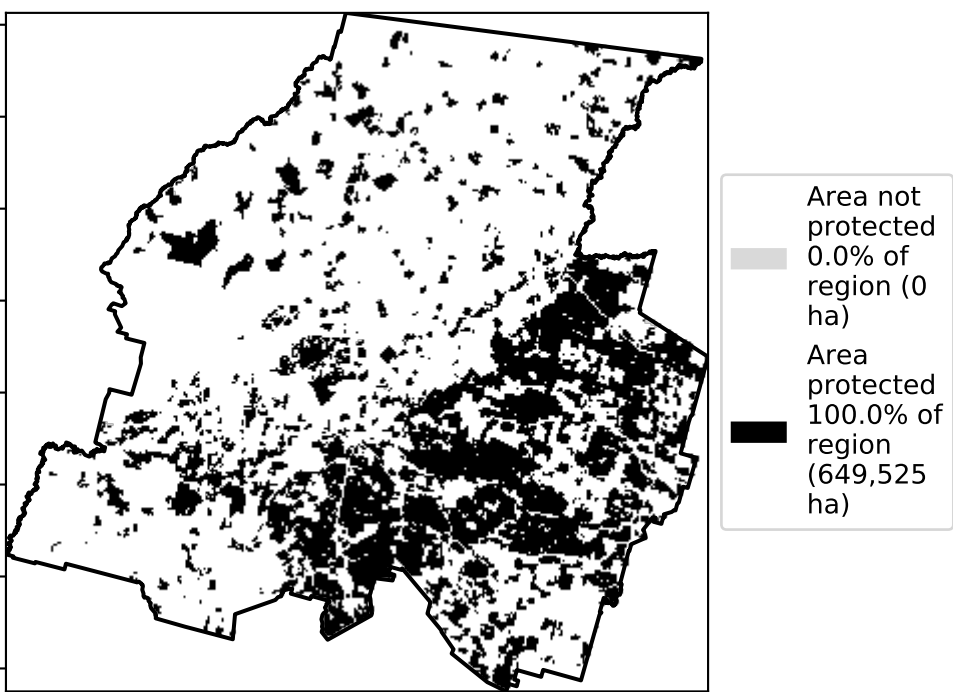 Area not
protected
0.0% of
region (0
ha)
Area
protected
100.0% of
region
(649,525
ha)